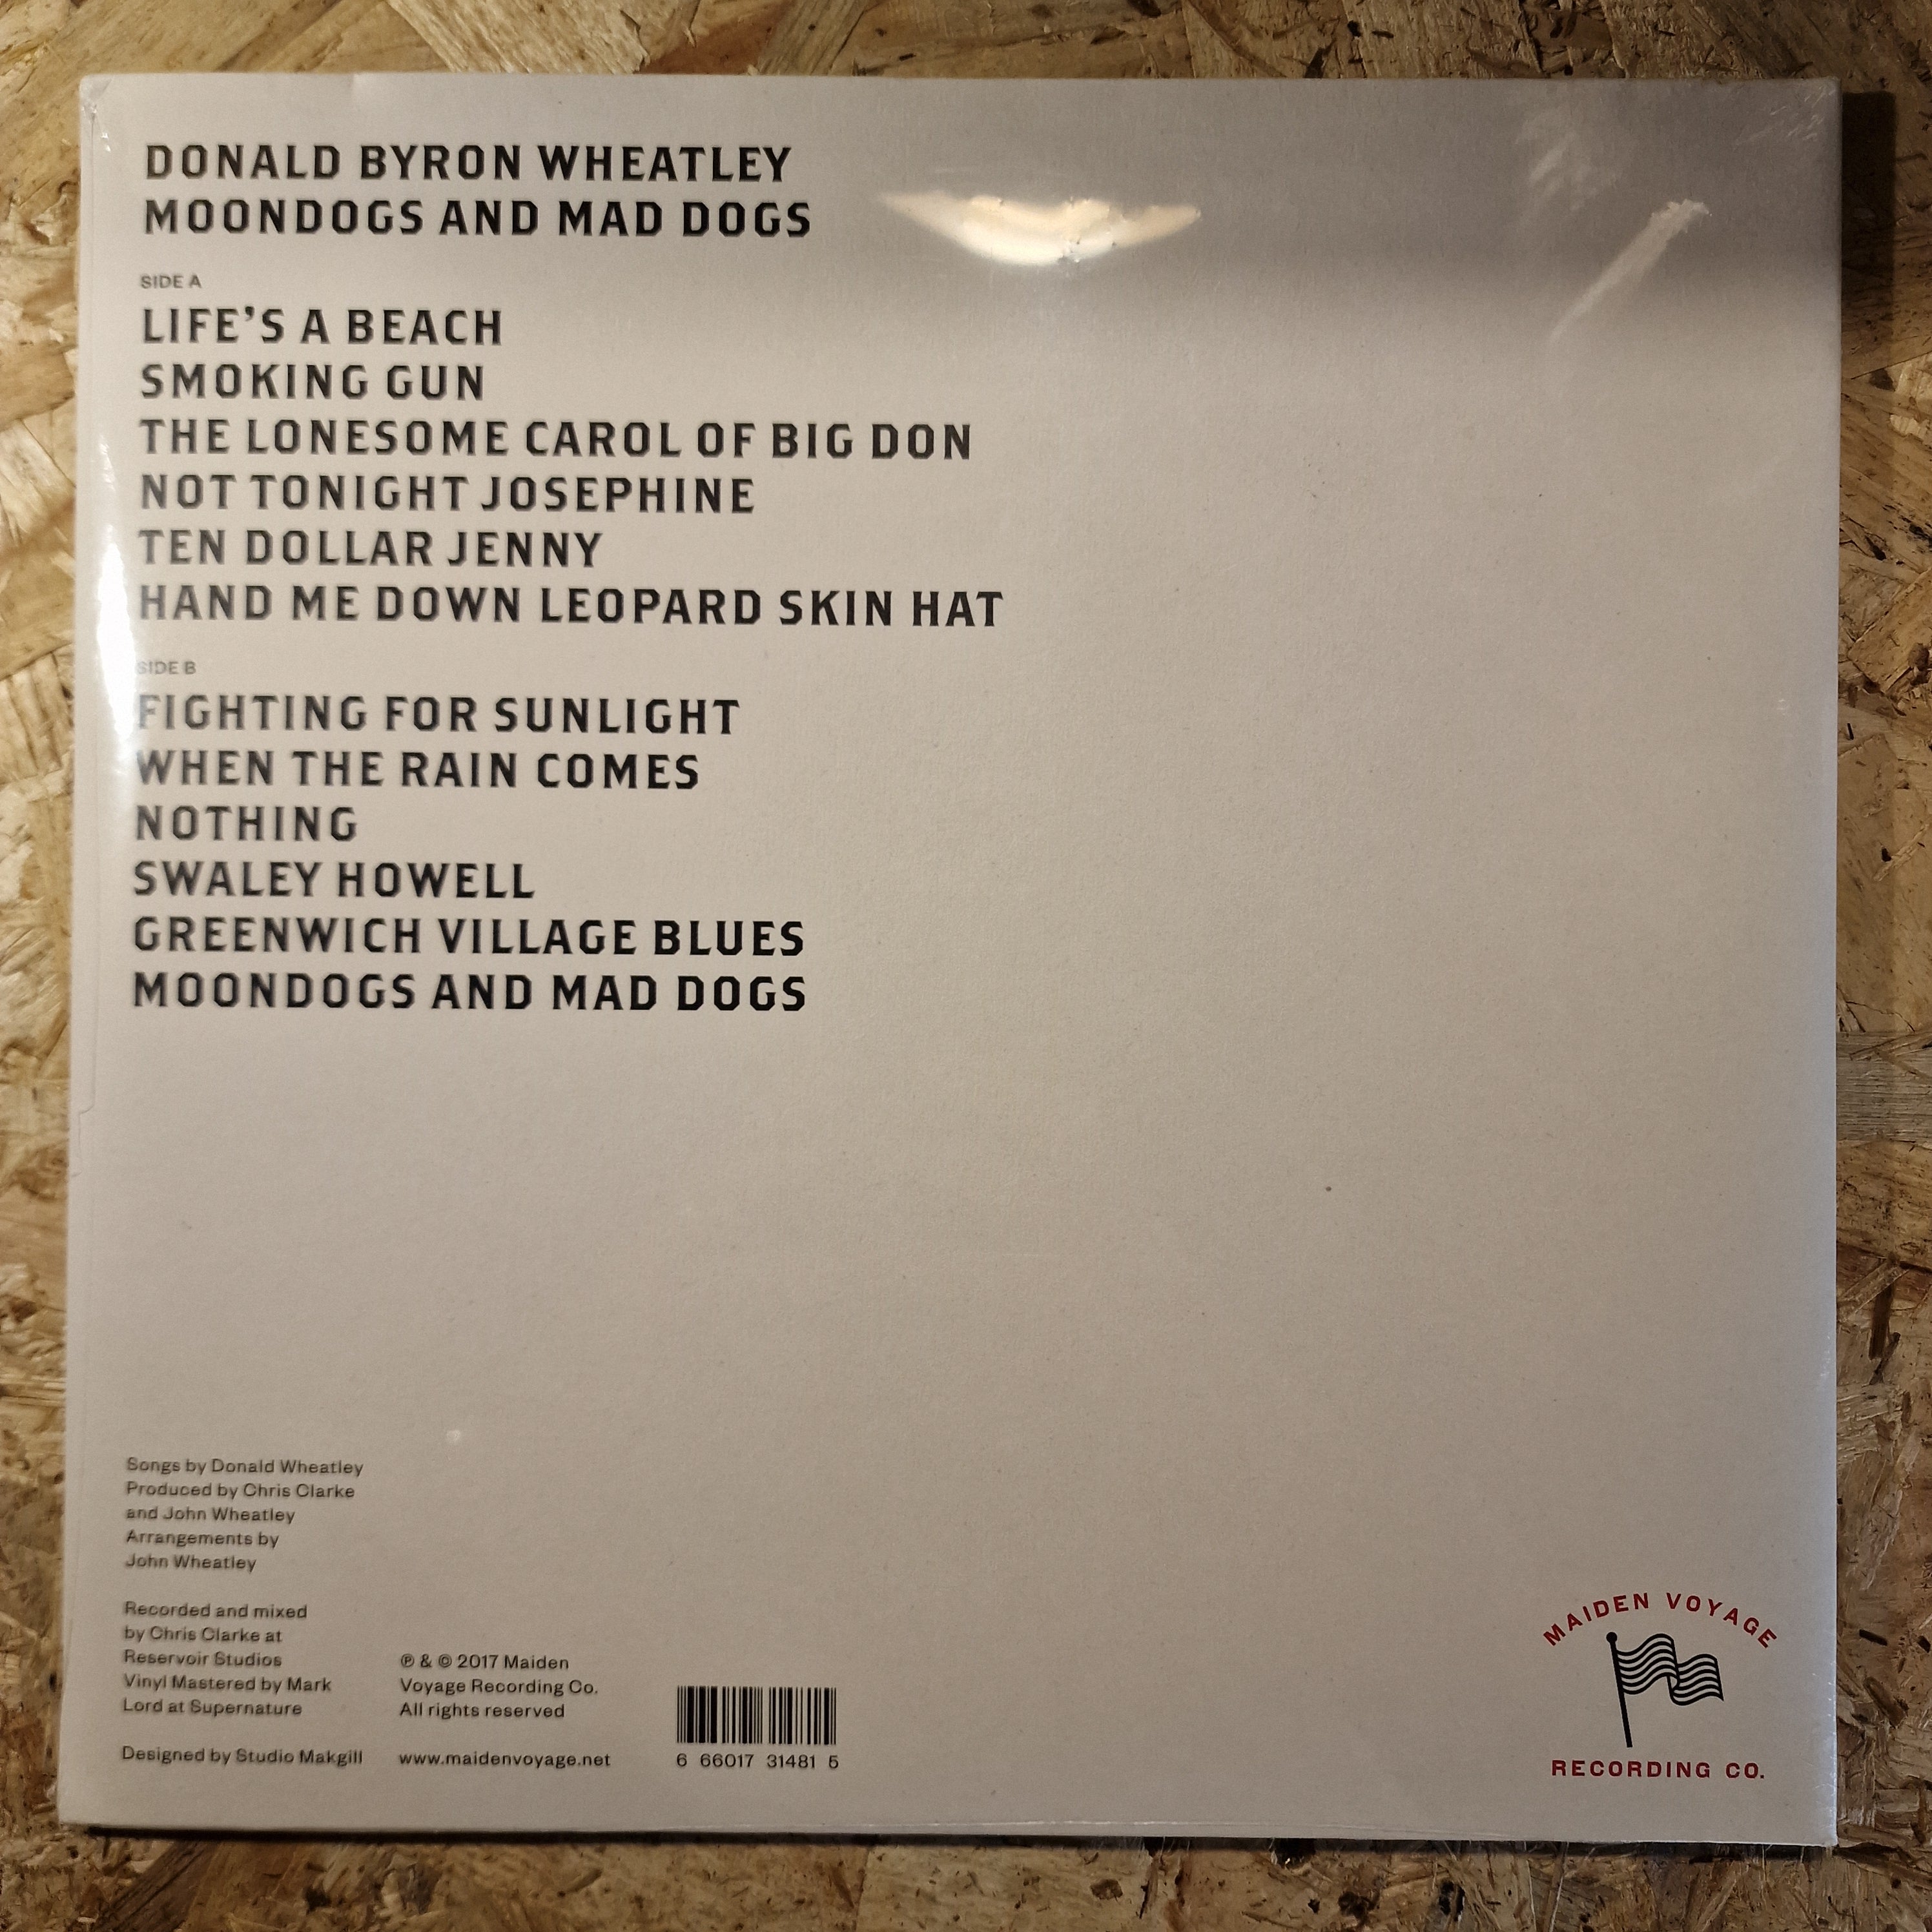 DONALD BYRON WHEATLEY
MOONDOGS AND MAD DOGS
SIDE A
LIFE'S A BEACH
SMOKING GUN
THE LONESOME CAROL OF BIG DON
NOT TONIGHT JOSEPHINE
TEN DOLLAR JENNY
HAND ME DOWN LEOPARD SKIN HAT
SIDE B
FIGHTING FOR SUNLIGHT
WHEN THE RAIN COMES
NOTHING
SWALEY HOWELL
GREENWICH VILLAGE BLUES
MOONDOGS AND MAD DOGS
Songs by Donald Wheatley
Produced by Chris Clarke
and John Wheatley
Arrangements by
John Wheatley
Recorded and mixed
by Chris Clarke at
Reservoir Studios
Vinyl Mastered by Mark
Lord at Supernature
Designed by Studio Makgill
℗ & © 2017 Maiden
Voyage Recording Co.
All rights reserved
www.maidenvoyage.net
6 66017 31481 5
MAIDEN VOYAGE
RECORDING CO.